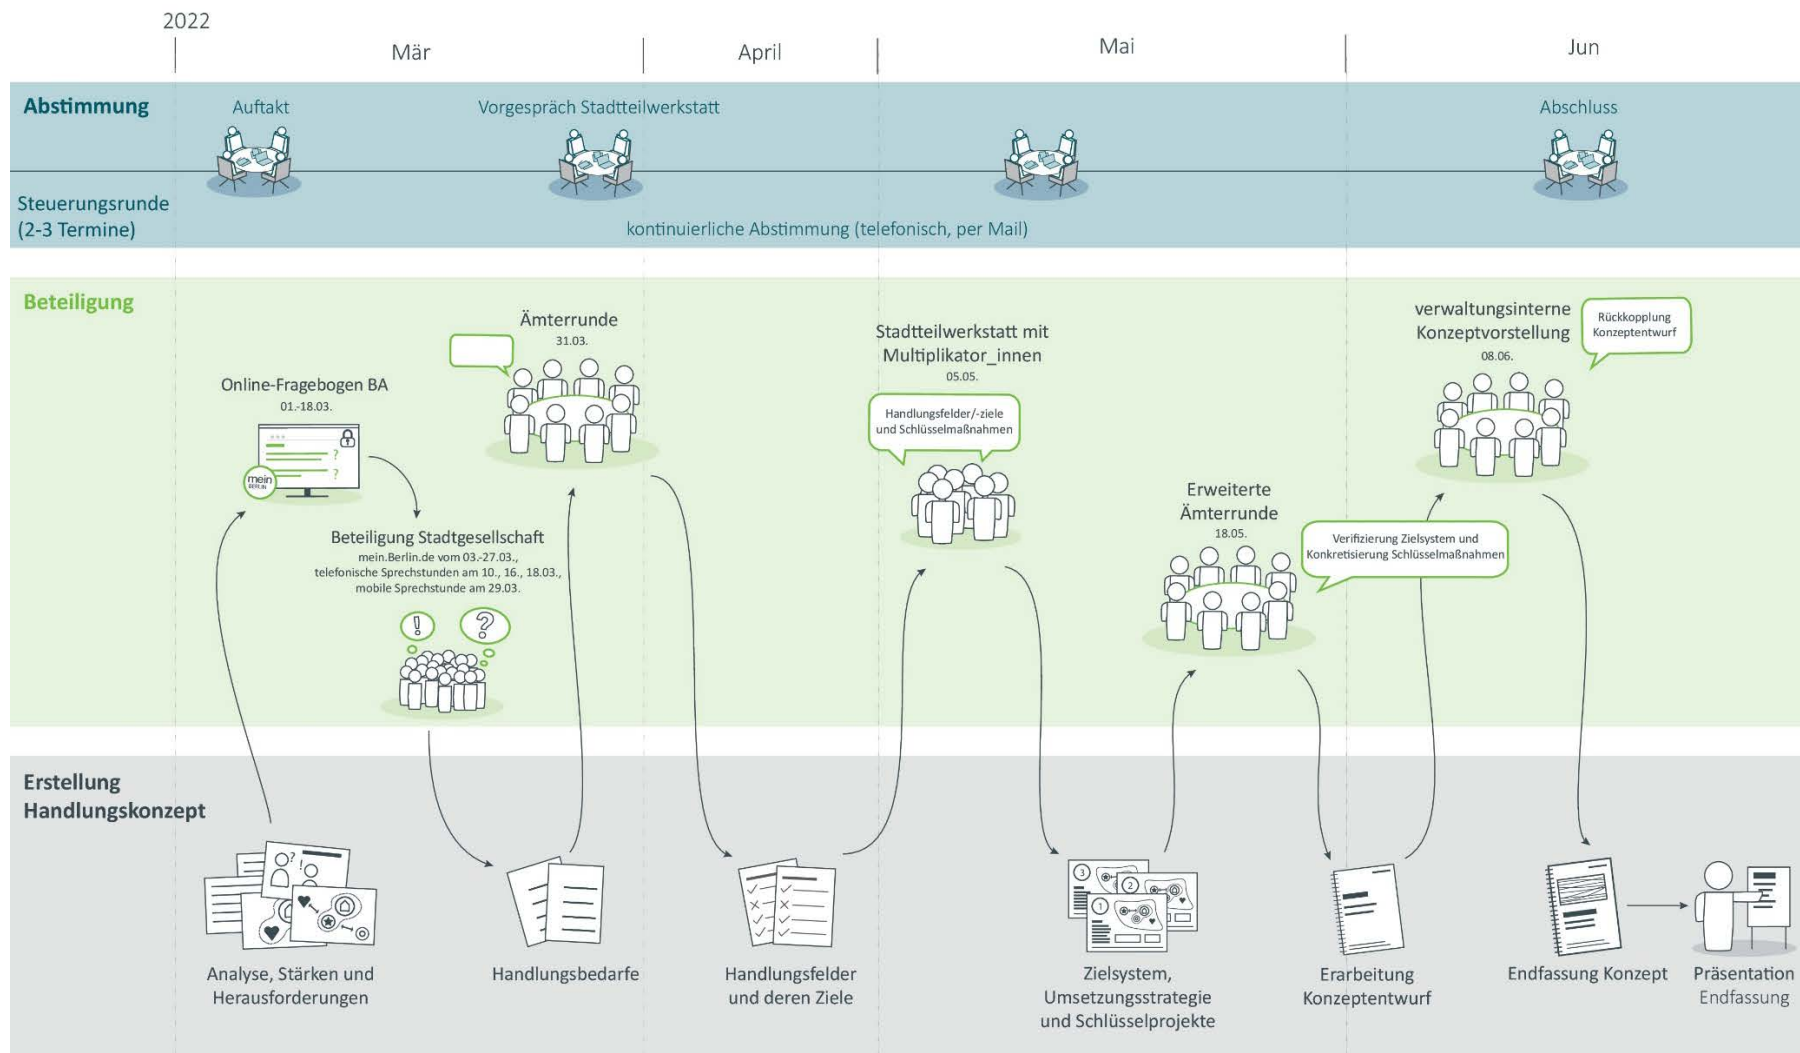 2022
Mär
April
Mai
Jun
Abstimmung
Auftakt
Vorgespräch Stadtteilwerkstatt
Abschluss
Steuerungsrunde
(2-3 Termine)
kontinuierliche Abstimmung (telefonisch, per Mail)
Beteiligung
Online-Fragebogen BA
01.-18.03.
?
?
mein
BERLIN
Beteiligung Stadtgesellschaft
mein.Berlin.de vom 03.-27.03.,
telefonische Sprechstunden am 10., 16., 18.03.,
mobile Sprechstunde am 29.03.
!
?
Ämterrunde
31.03.
Stadtteilwerkstatt mit
Multiplikator_innen
05.05.
Handlungsfelder/-ziele
und Schlüsselmaßnahmen
Erweiterte
Ämterrunde
18.05.
Verifizierung Zielsystem und
Konkretisierung Schlüsselmaßnahmen
verwaltungsinterne
Konzeptvorstellung
08.06.
Rückkopplung
Konzeptentwurf
Erstellung
Handlungskonzept
?
!
Analyse, Stärken und
Herausforderungen
Handlungsbedarfe
Handlungsfelder
und deren Ziele
3
2
1
Zielsystem,
Umsetzungsstrategie
und Schlüsselprojekte
Erarbeitung
Konzeptentwurf
Endfassung Konzept
Präsentation
Endfassung